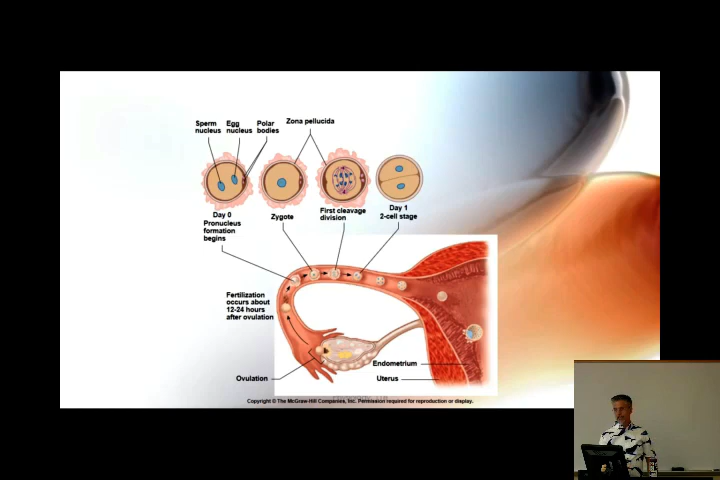 Sperm
nucleus
Egg
nucleus
Polar
bodies
Zona pellucida
Day 0
Pronucleus
formation
begins
Zygote
First cleavage
division
Day 1
2-cell stage
Fertilization
occurs about
12-24 hours
after ovulation
Ovulation
Endometrium
Uterus
Copyright © The McGraw-Hill Companies, Inc. Permission required for reproduction or display.